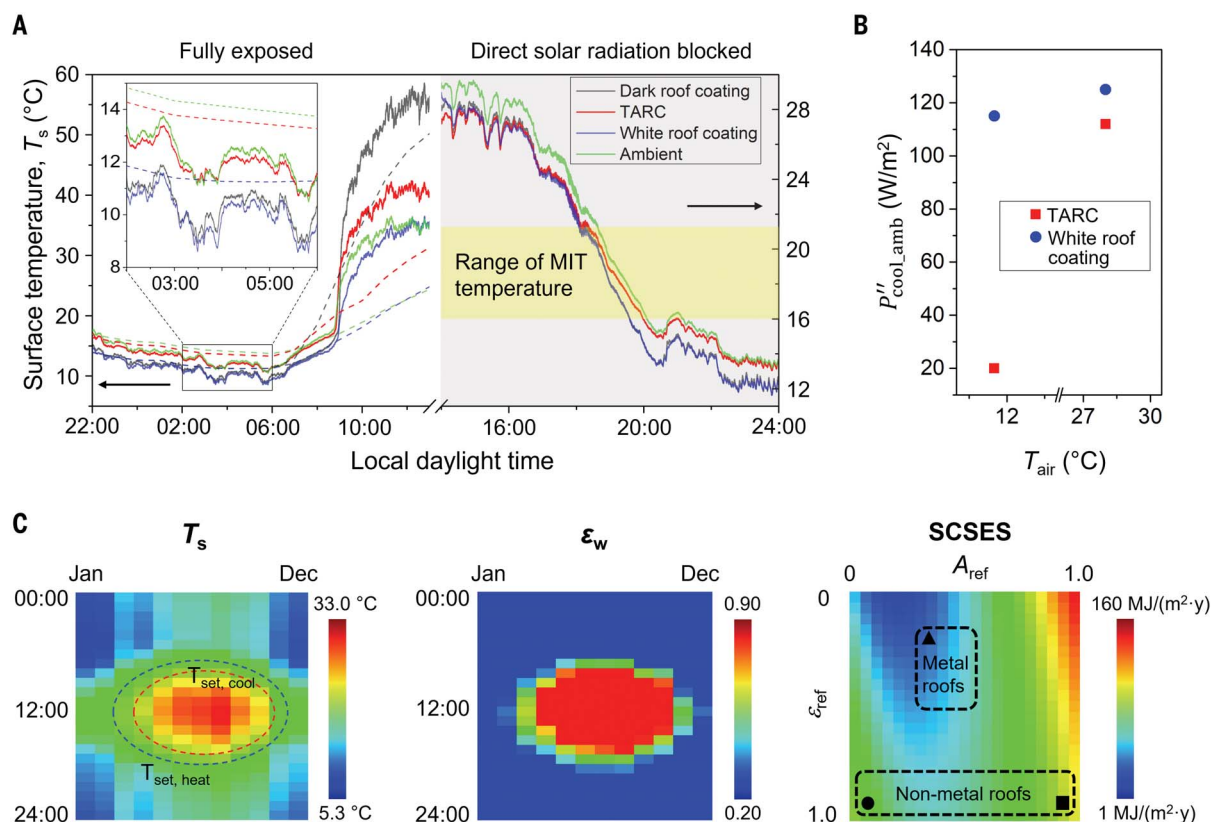 A
Fully exposed
Direct solar radiation blocked
Surface temperature, Tₛ (°C)
60
50
40
30
20
10
15
14
12
10
8
03:00
05:00
Dark roof coating
TARC
White roof coating
Ambient
Range of MIT
temperature
28
24
20
16
12
22:00
02:00
06:00
10:00
16:00
20:00
24:00
Local daylight time
B
P″cool_amb (W/m2)
140
120
100
80
60
40
20
TARC
White roof
coating
12
27
30
Tair (°C)
C
Tₛ
Jan
Dec
00:00
12:00
24:00
Tset, cool
Tset, heat
33.0 °C
5.3 °C
εw
Jan
Dec
00:00
12:00
24:00
0.90
0.20
SCSES
Aref
0
1.0
εref
0
1.0
Metal
roofs
Non-metal roofs
160 MJ/(m²·y)
1 MJ/(m²·y)